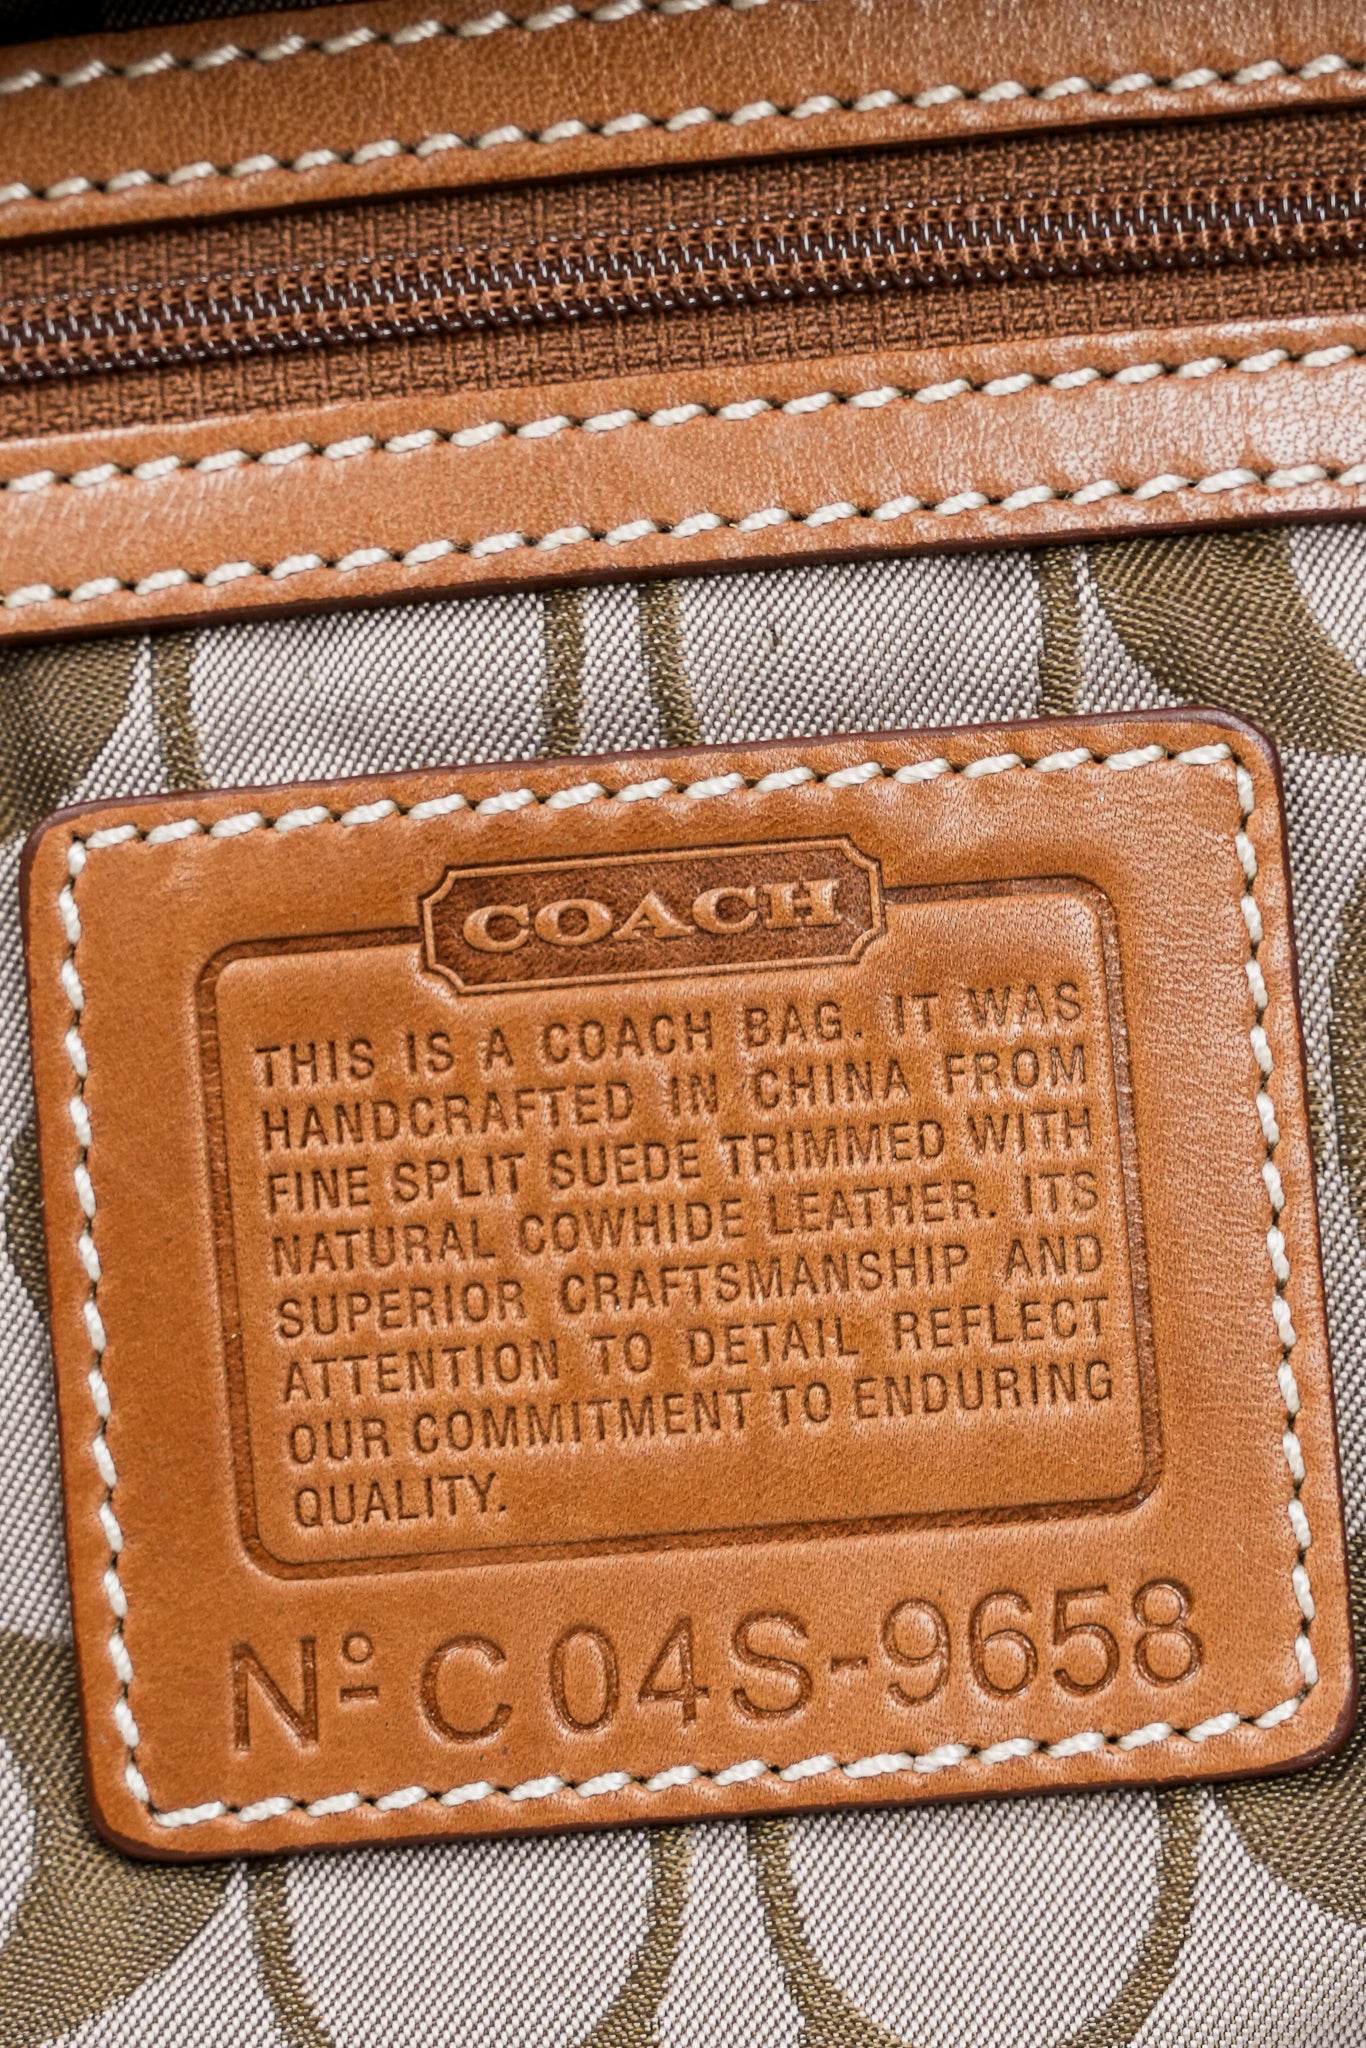 COACH
THIS IS A COACH BAG. IT WAS
HANDCRAFTED IN CHINA FROM
FINE SPLIT SUEDE TRIMMED WITH
NATURAL COWHIDE LEATHER. ITS
SUPERIOR CRAFTSMANSHIP AND
ATTENTION TO DETAIL REFLECT
OUR COMMITMENT TO ENDURING
QUALITY.
Nº C04S-9658